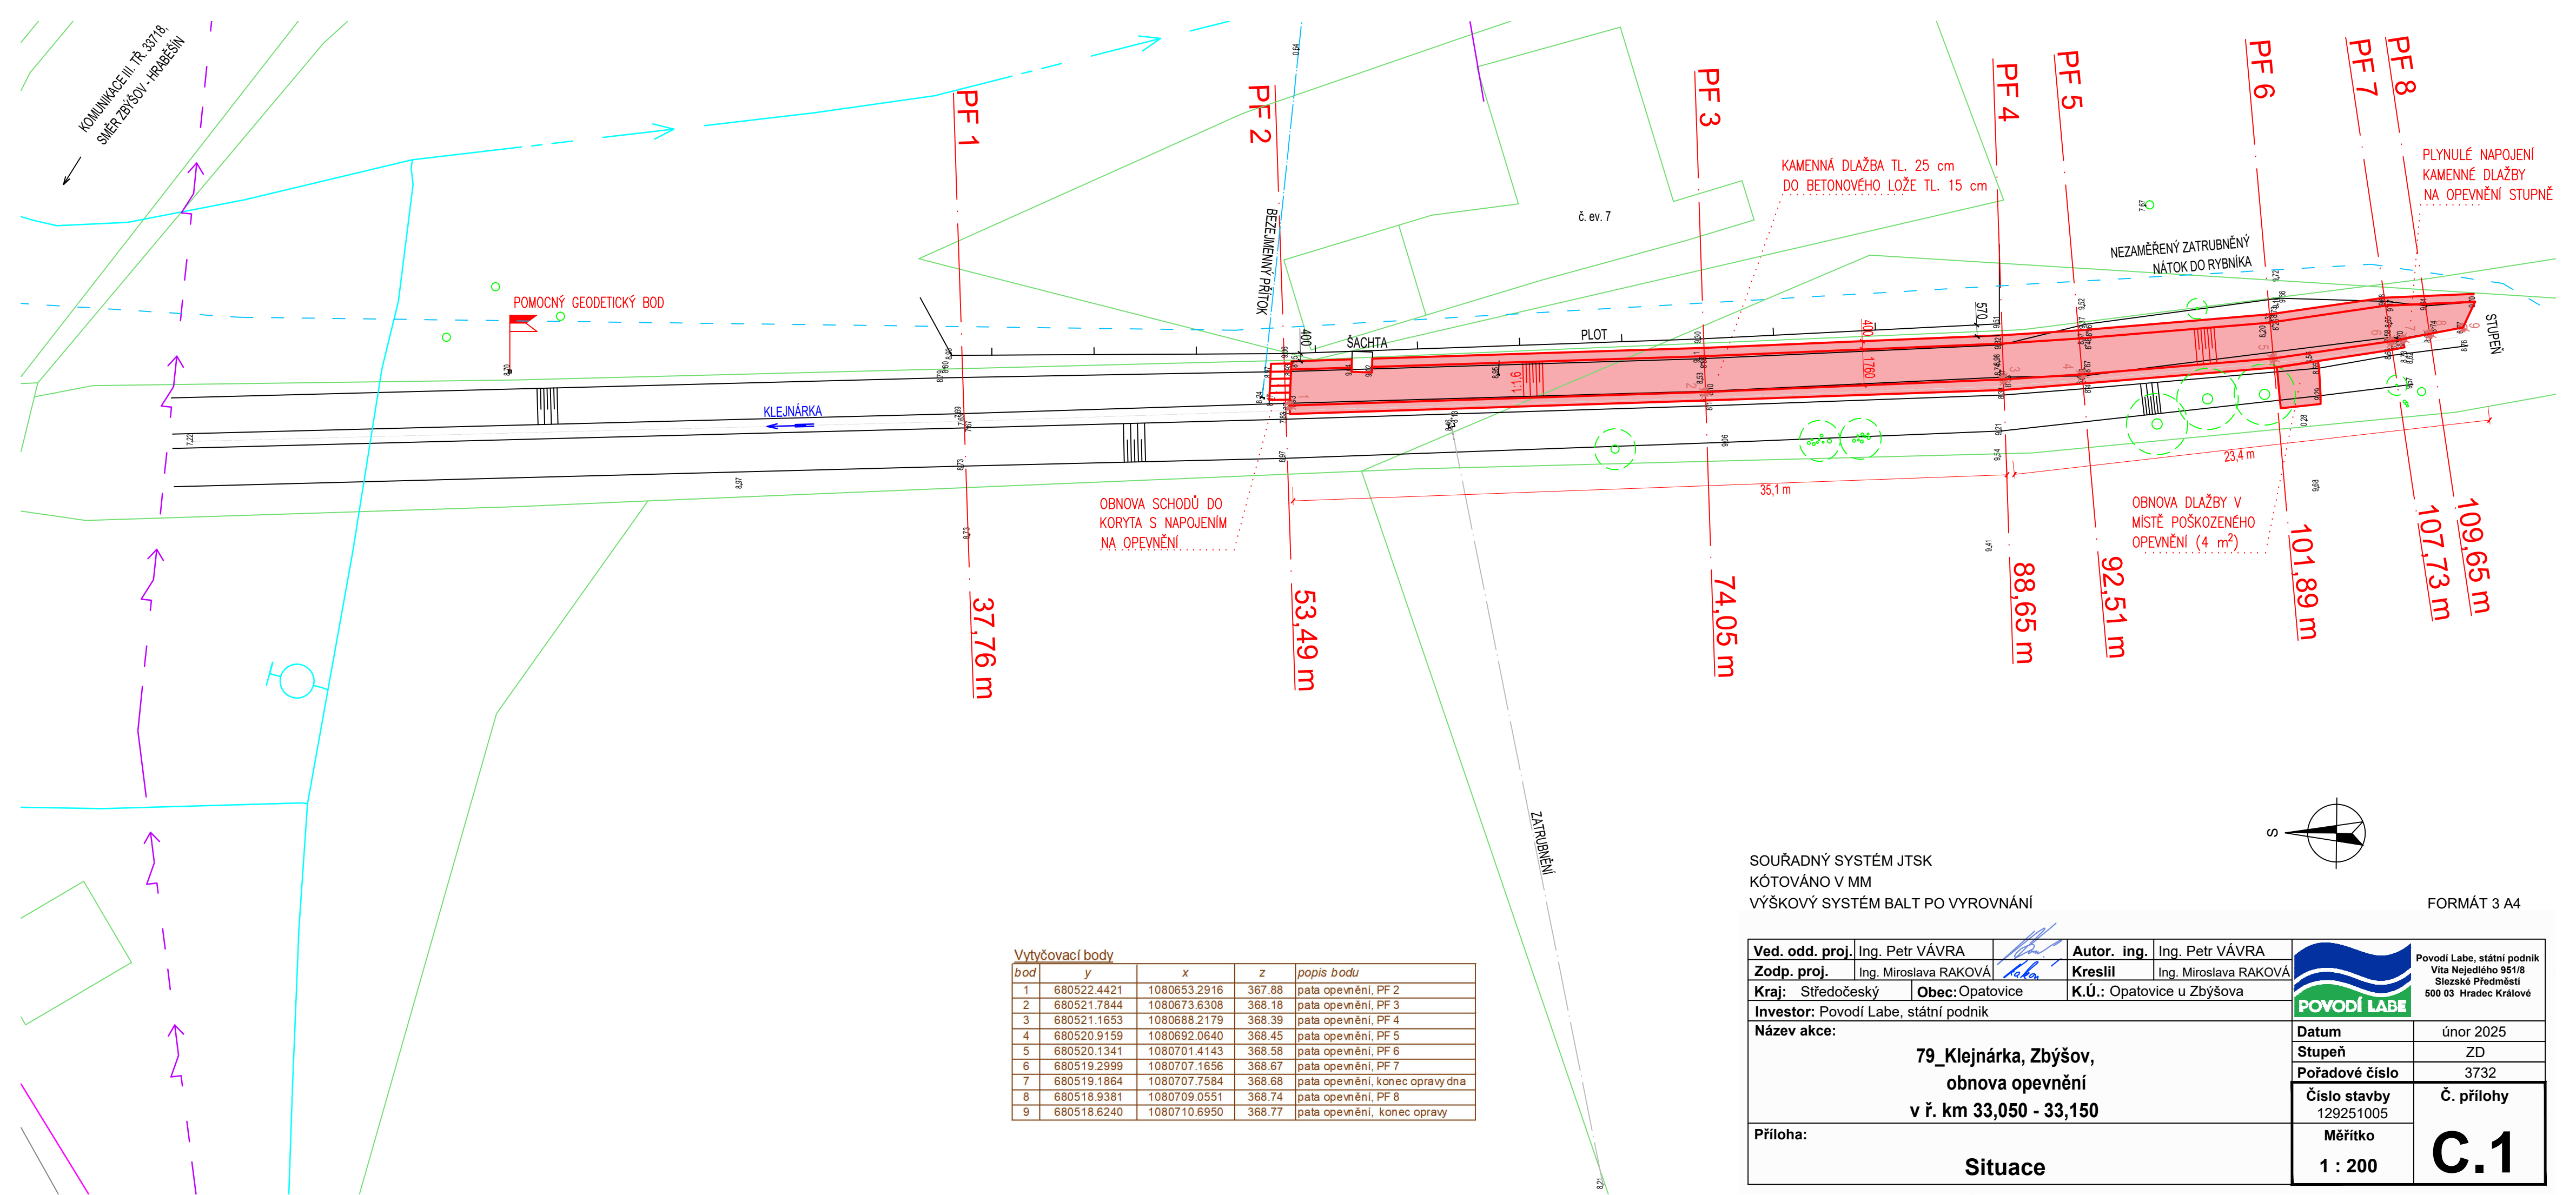 KOMUNIKACE III. TŘ. 33718,
SMĚR ZBÝŠOV - HRABĚŠÍN
PF 1
PF 2
PF 3
PF 4
PF 5
PF 6
PF 7
PF 8
KAMENNÁ DLAŽBA TL. 25 cm
DO BETONOVÉHO LOŽE TL. 15 cm
PLYNULÉ NAPOJENÍ
KAMENNÉ DLAŽBY
NA OPEVNĚNÍ STUPNĚ
č. ev. 7
BEZEJMENNÝ PŘÍTOK
NEZAMĚŘENÝ ZATRUBNĚNÝ
NÁTOK DO RYBNÍKA
POMOCNÝ GEODETICKÝ BOD
400
ŠACHTA
PLOT
570
400
1760
1:1,6
STUPEŇ
KLEJNÁRKA
35,1 m
23,4 m
OBNOVA SCHODŮ DO
KORYTA S NAPOJENÍM
NA OPEVNĚNÍ
OBNOVA DLAŽBY V
MÍSTĚ POŠKOZENÉHO
OPEVNĚNÍ (4 m²)
37,76 m
53,49 m
74,05 m
88,65 m
92,51 m
101,89 m
107,73 m
109,65 m
ZATRUBNĚNÍ
S
SOUŘADNÝ SYSTÉM JTSK
KÓTOVÁNO V MM
VÝŠKOVÝ SYSTÉM BALT PO VYROVNÁNÍ
FORMÁT 3 A4
Vytyčovací body
bod y x z popis bodu
1 680522.4421 1080653.2916 367.88 pata opevnění, PF 2
2 680521.7844 1080673.6308 368.18 pata opevnění, PF 3
3 680521.1653 1080688.2179 368.39 pata opevnění, PF 4
4 680520.9159 1080692.0640 368.45 pata opevnění, PF 5
5 680520.1341 1080701.4143 368.58 pata opevnění, PF 6
6 680519.2999 1080707.1656 368.67 pata opevnění, PF 7
7 680519.1864 1080707.7584 368.68 pata opevnění, konec opravy dna
8 680518.9381 1080709.0551 368.74 pata opevnění, PF 8
9 680518.6240 1080710.6950 368.77 pata opevnění, konec opravy
Ved. odd. proj. Ing. Petr VÁVRA Autor. ing. Ing. Petr VÁVRA
Zodp. proj. Ing. Miroslava RAKOVÁ Kreslil Ing. Miroslava RAKOVÁ
Kraj: Středočeský Obec: Opatovice K.Ú.: Opatovice u Zbýšova
Investor: Povodí Labe, státní podnik
POVODÍ LABE
Povodí Labe, státní podnik
Víta Nejedlého 951/8
Slezské Předměstí
500 03 Hradec Králové
Název akce:
79_Klejnárka, Zbýšov,
obnova opevnění
v ř. km 33,050 - 33,150
Datum únor 2025
Stupeň ZD
Pořadové číslo 3732
Číslo stavby
129251005
Č. přílohy
C.1
Měřítko
1 : 200
Příloha:
Situace